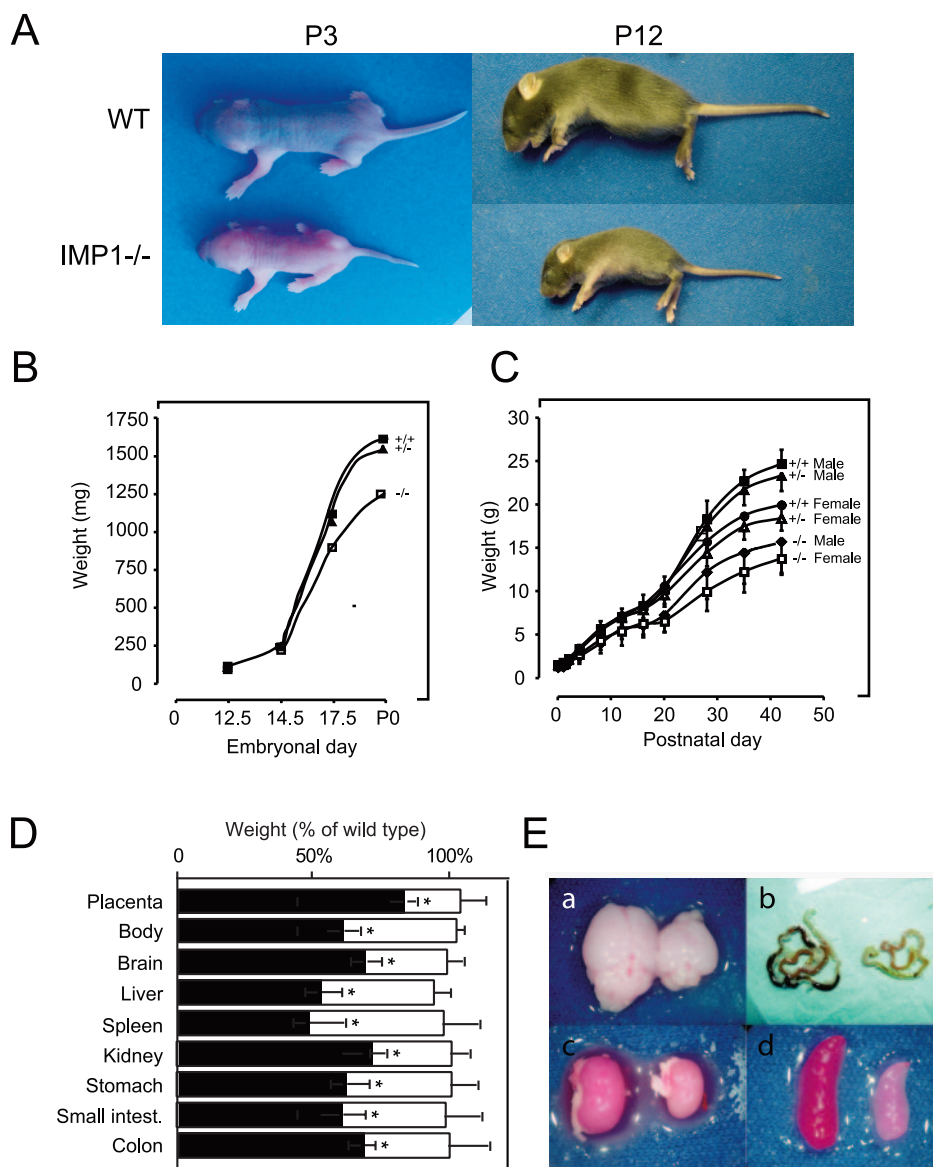 A
P3 P12
WT
IMP1-/-
B
Weight (mg)
1750
1500
1250
1000
750
500
250
0
+/+
+/-
-/-
0 12.5 14.5 17.5 P0
Embryonal day
C
Weight (g)
30
25
20
15
10
5
0
+/+ Male
+/- Male
+/+ Female
+/- Female
-/- Male
-/- Female
0 10 20 30 40 50
Postnatal day
D
Weight (% of wild type)
0 50% 100%
Placenta *
Body *
Brain *
Liver *
Spleen *
Kidney *
Stomach *
Small intest. *
Colon *
E
a b
c d